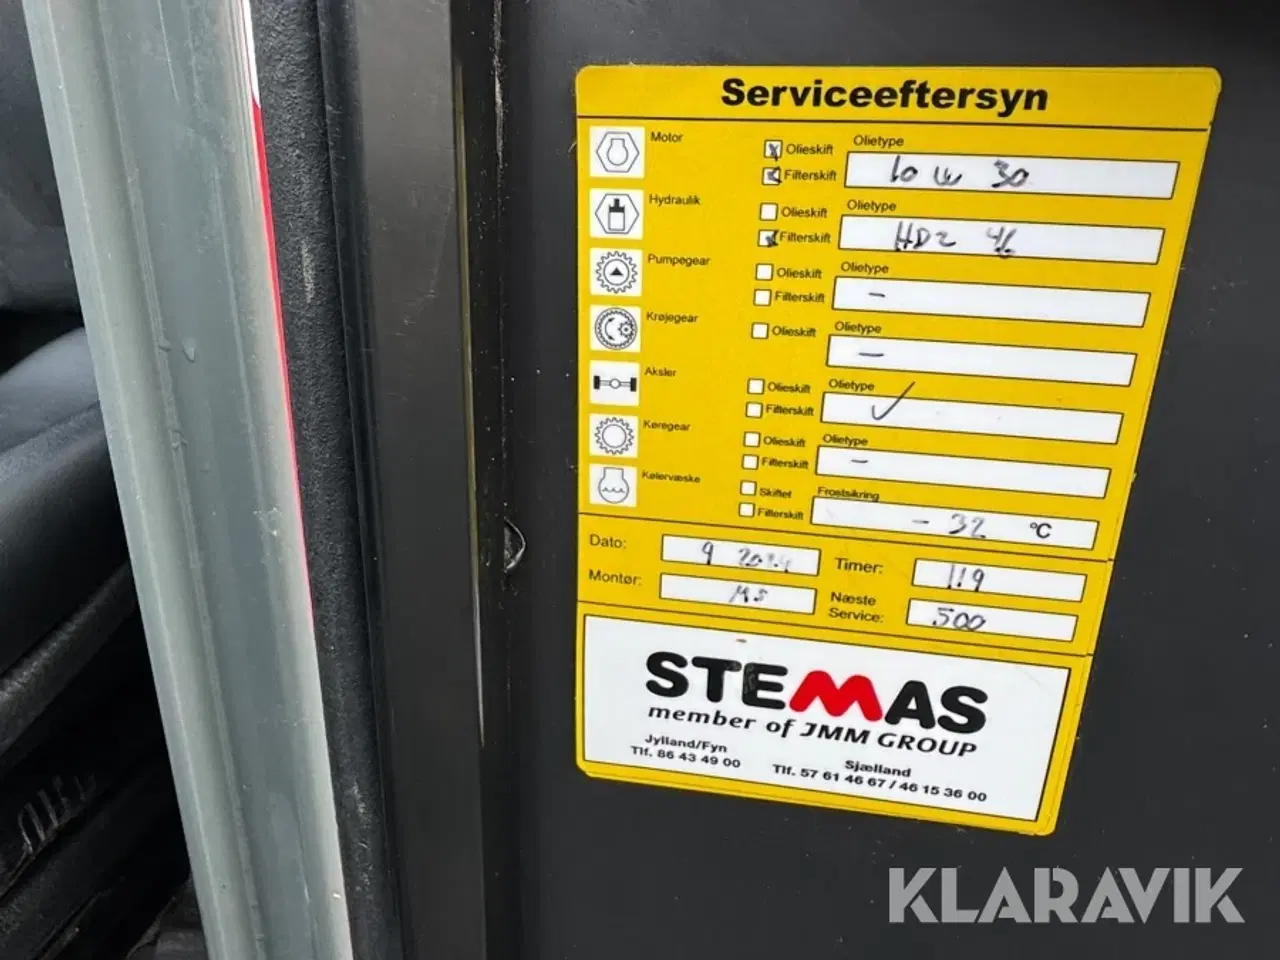 Serviceeftersyn
Motor Olieskift Olietype 10 W 30
Filterskift
Hydraulik Olieskift Olietype HDZ 46
Filterskift
Pumpegear Olieskift Olietype -
Filterskift
Krøjegear Olieskift Olietype -
Aksler Olieskift Olietype ✓
Filterskift
Køregear Olieskift Olietype -
Filterskift
Kølervæske Skiftet Frostsikring - 32 °C
Filterskift
Dato: 9 Timer: 119
Montør: Næste Service: 500
STEMAS
member of JMM GROUP
Jylland/Fyn
Tlf. 86 43 49 00
Sjælland
Tlf. 57 61 46 67 / 46 15 36 00
KLARAVIK